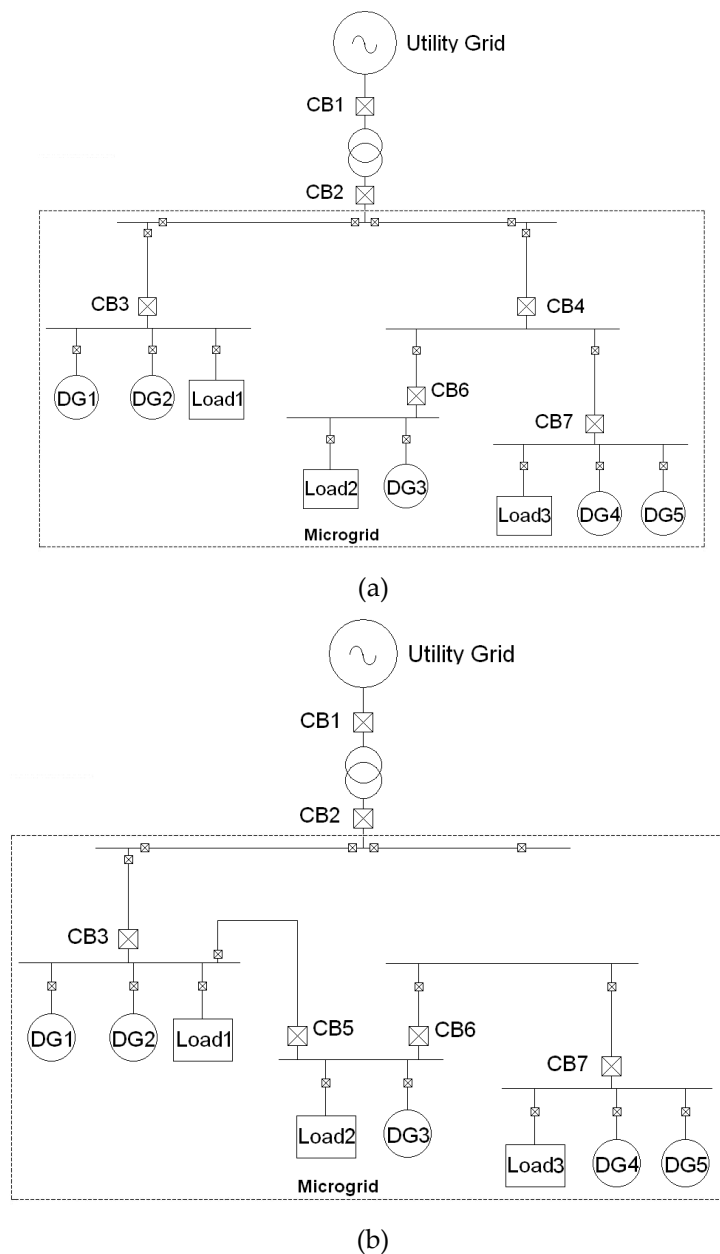 Utility Grid
CB1
CB2
CB3
CB4
CB6
DG1
DG2
Load1
CB7
Load2
DG3
Load3
DG4
DG5
Microgrid
(a)
Utility Grid
CB1
CB2
CB3
CB5
CB6
DG1
DG2
Load1
CB7
Load2
DG3
Load3
DG4
DG5
Microgrid
(b)